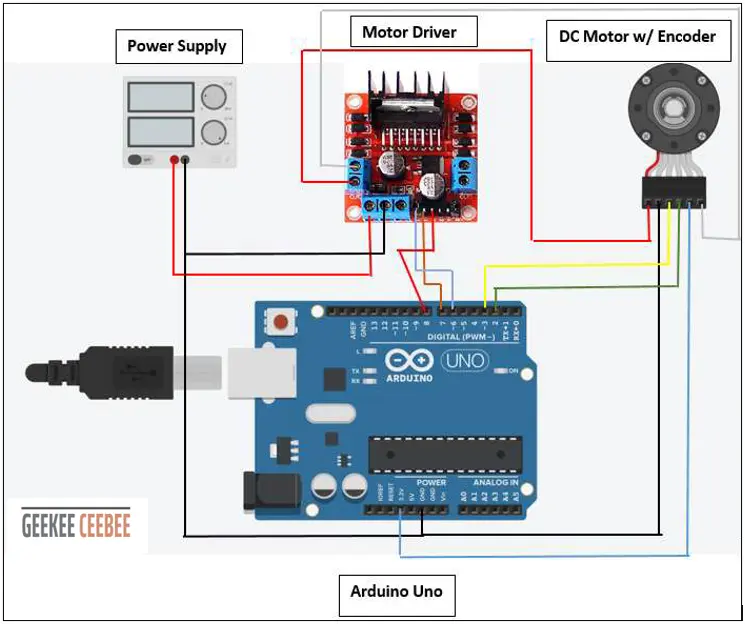 Motor Driver
DC Motor w/ Encoder
Power Supply
AREF
GND
13
12
~11
~10
~9
8
7
~6
~5
4
~3
2
TX→1
RX←0
DIGITAL (PWM~)
L
TX
RX
ARDUINO
UNO
ON
POWER
ANALOG IN
IOREF
RESET
3.3V
5V
GND
GND
Vin
A0
A1
A2
A3
A4
A5
GEEKEE CEEBEE
Arduino Uno